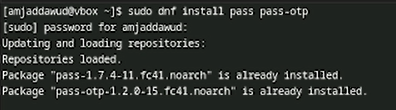 [amjaddawud@vbox ~]$ sudo dnf install pass pass-otp
[sudo] password for amjaddawud:
Updating and loading repositories:
Repositories loaded.
Package "pass-1.7.4-11.fc41.noarch" is already installed.
Package "pass-otp-1.2.0-15.fc41.noarch" is already installed.